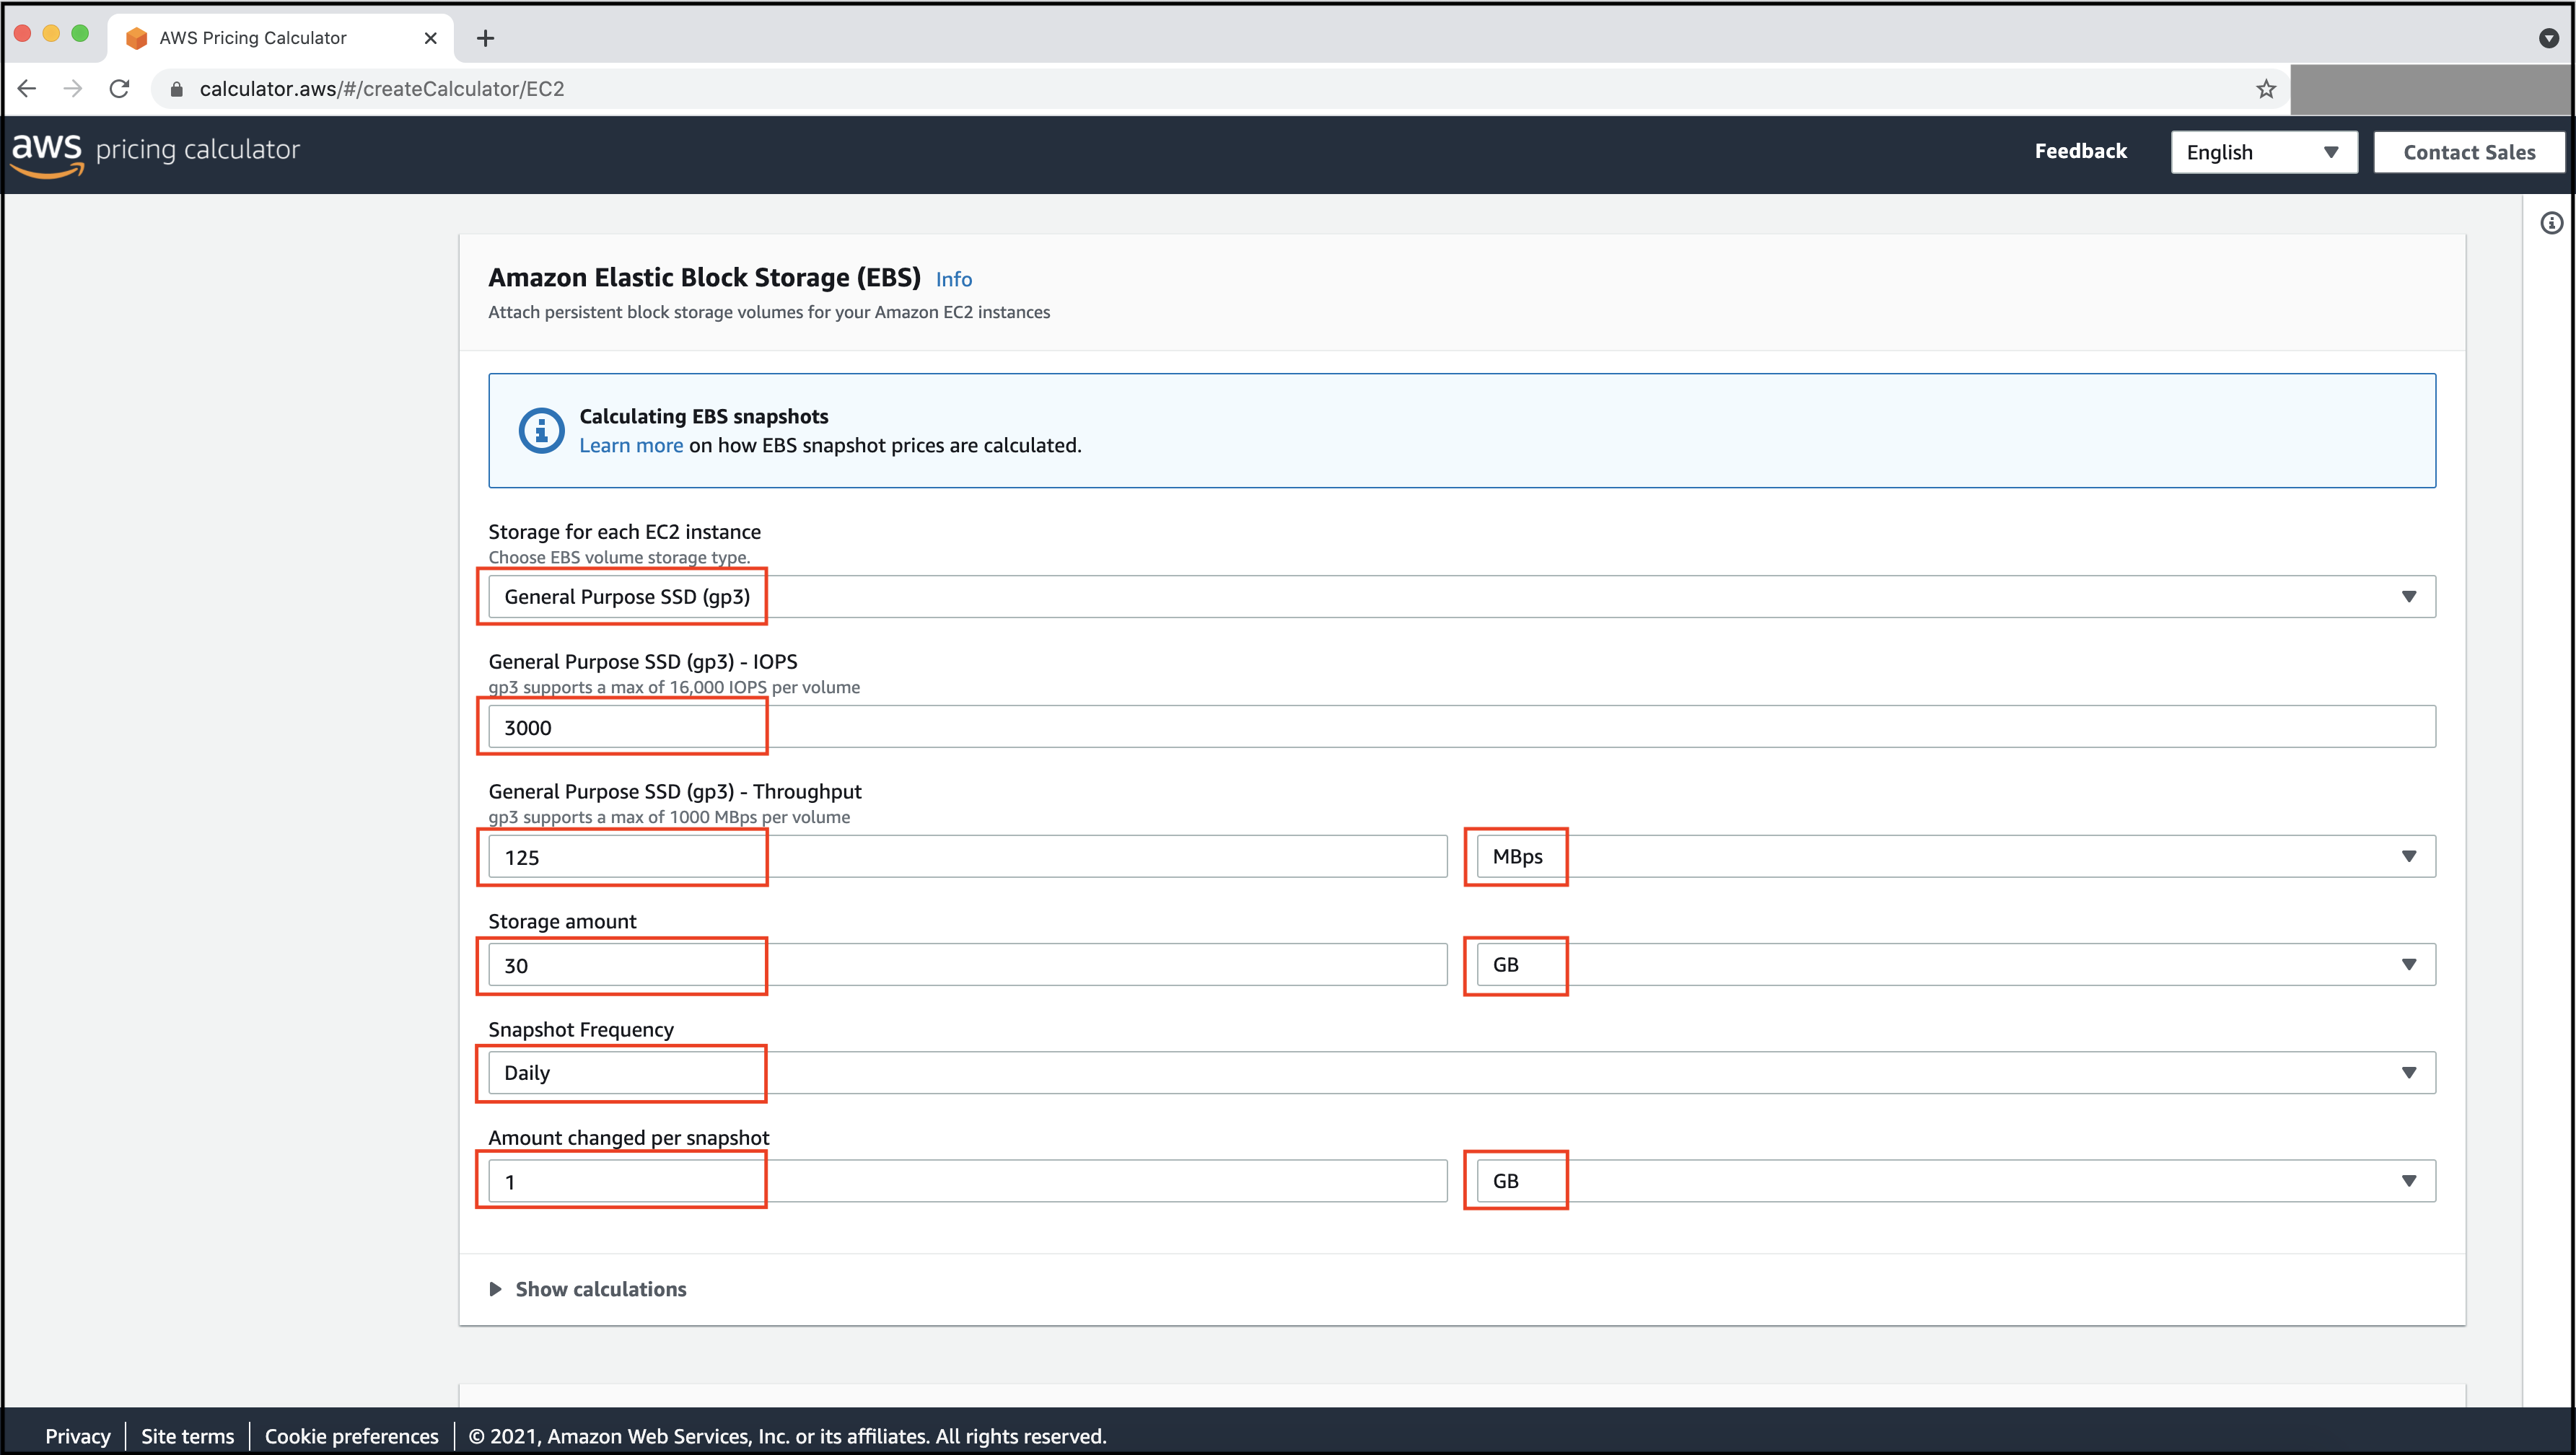 AWS Pricing Calculator
calculator.aws/#/createCalculator/EC2
aws pricing calculator
Feedback
English
Contact Sales
Amazon Elastic Block Storage (EBS) Info
Attach persistent block storage volumes for your Amazon EC2 instances
Calculating EBS snapshots
Learn more on how EBS snapshot prices are calculated.
Storage for each EC2 instance
Choose EBS volume storage type.
General Purpose SSD (gp3)
General Purpose SSD (gp3) - IOPS
gp3 supports a max of 16,000 IOPS per volume
3000
General Purpose SSD (gp3) - Throughput
gp3 supports a max of 1000 MBps per volume
125
MBps
Storage amount
30
GB
Snapshot Frequency
Daily
Amount changed per snapshot
1
GB
Show calculations
Privacy
Site terms
Cookie preferences
© 2021, Amazon Web Services, Inc. or its affiliates. All rights reserved.